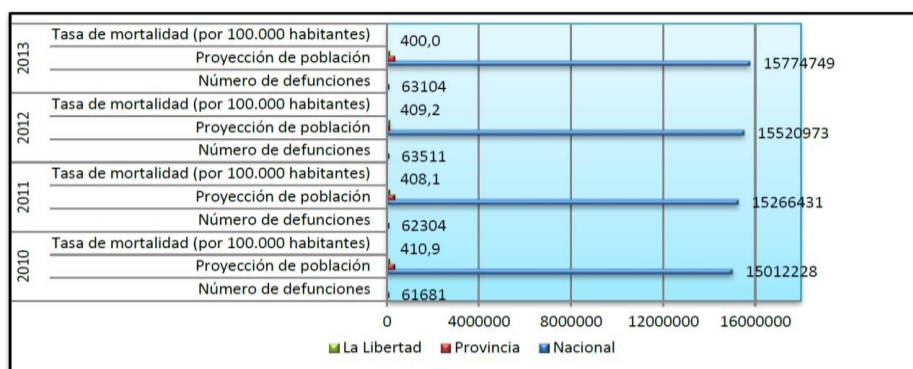 2013
Tasa de mortalidad (por 100.000 habitantes)
400,0
Proyección de población
15774749
Número de defunciones
63104
2012
Tasa de mortalidad (por 100.000 habitantes)
409,2
Proyección de población
15520973
Número de defunciones
63511
2011
Tasa de mortalidad (por 100.000 habitantes)
408,1
Proyección de población
15266431
Número de defunciones
62304
2010
Tasa de mortalidad (por 100.000 habitantes)
410,9
Proyección de población
15012228
Número de defunciones
61681
0 4000000 8000000 12000000 16000000
La Libertad Provincia Nacional